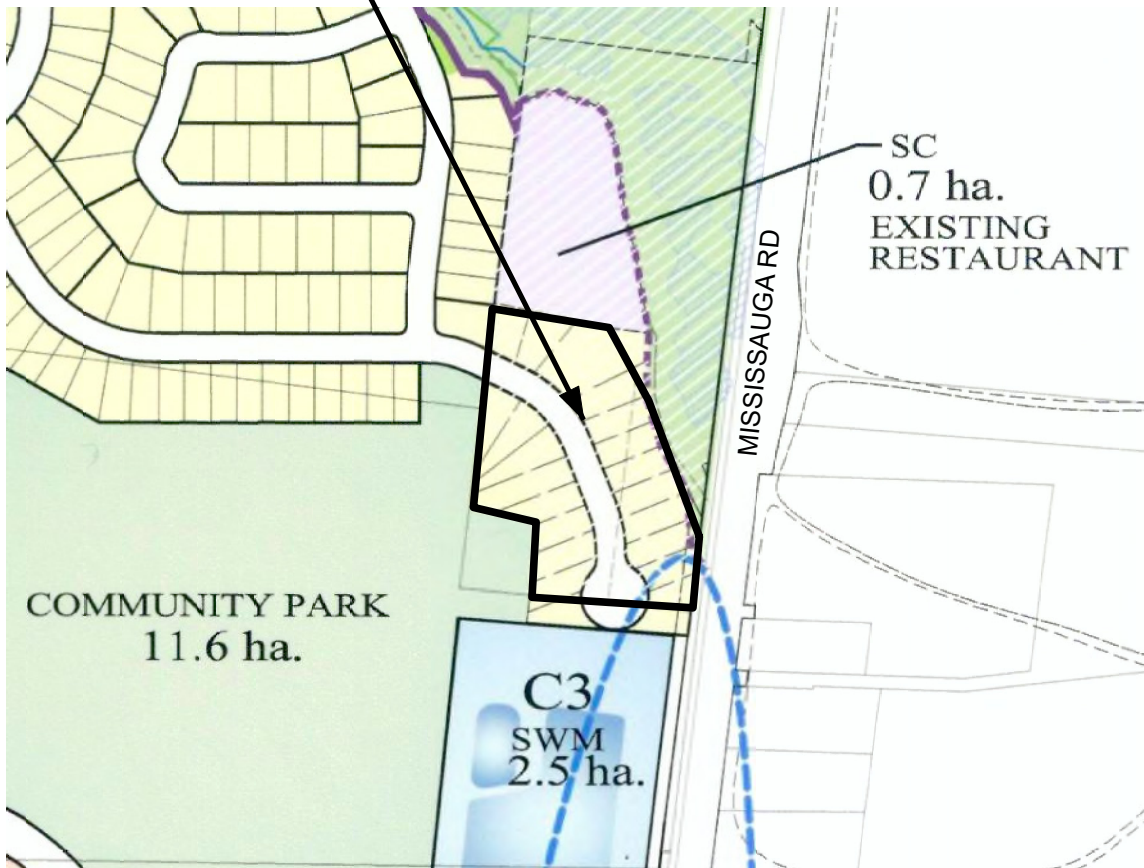 SC
0.7 ha.
EXISTING
RESTAURANT
MISSISSAUGA RD
COMMUNITY PARK
11.6 ha.
C3
SWM
2.5 ha.